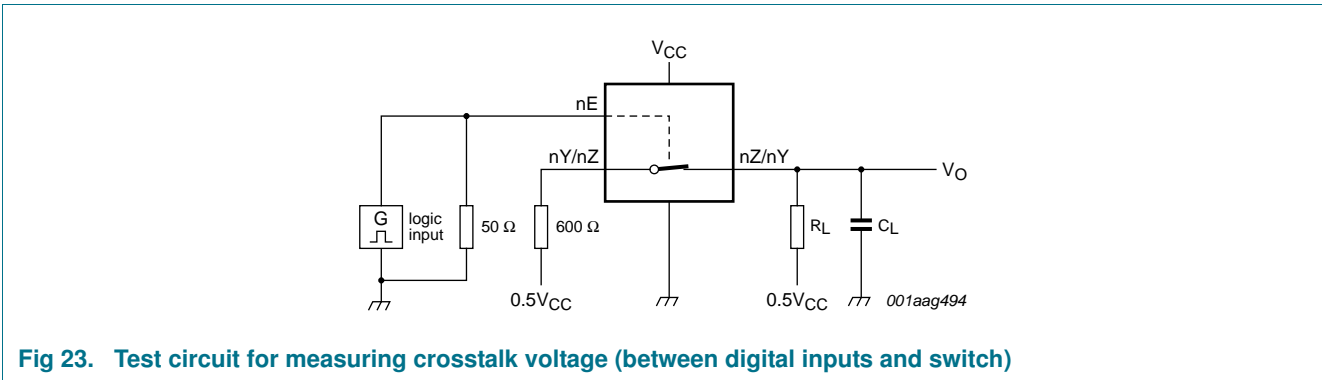 VCC
nE
nY/nZ
nZ/nY
VO
G
logic
input
50 Ω
600 Ω
RL
CL
0.5VCC
0.5VCC
001aag494
Fig 23. Test circuit for measuring crosstalk voltage (between digital inputs and switch)